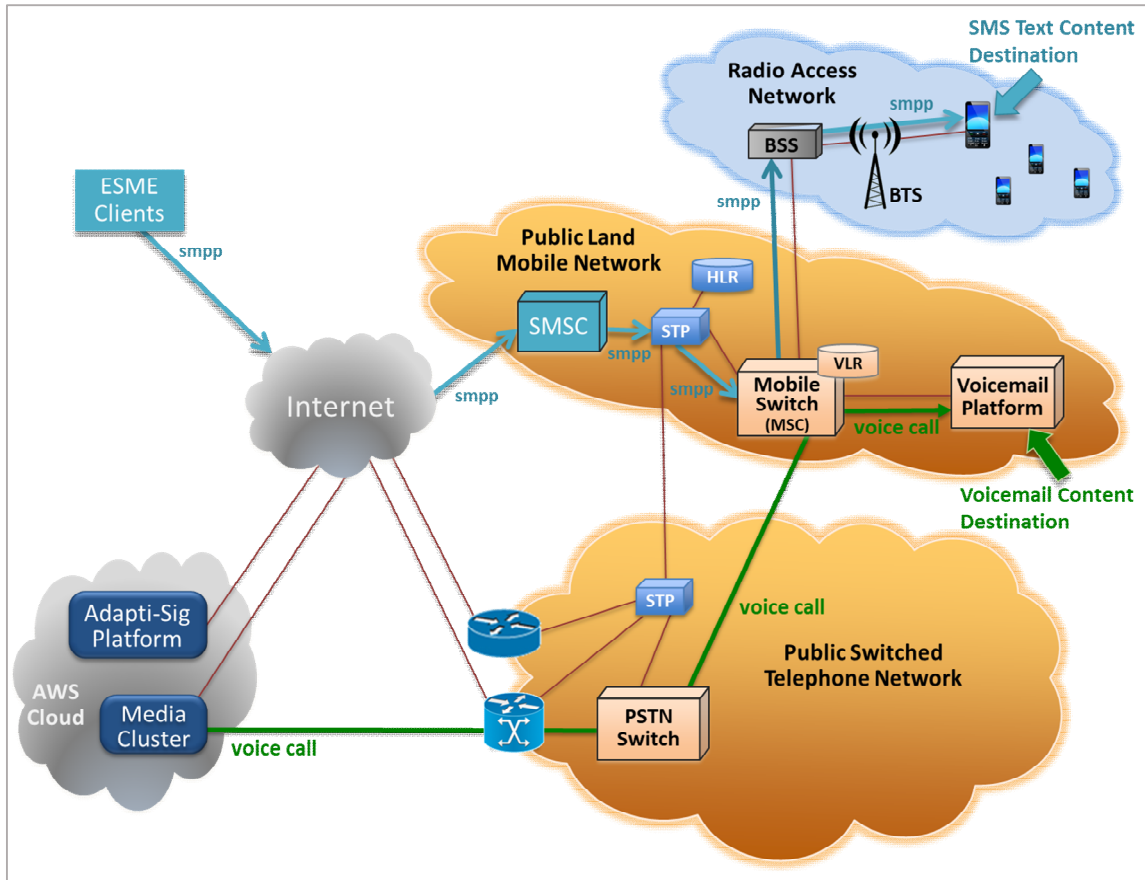 SMS Text Content
Destination
Radio Access
Network
smpp
BSS
BTS
ESME
Clients
smpp
smpp
Public Land
Mobile Network
HLR
SMSC
STP
smpp
smpp
VLR
Mobile
Switch
(MSC)
Voicemail
Platform
voice call
Internet
smpp
Voicemail Content
Destination
Adapti-Sig
Platform
STP
voice call
Public Switched
Telephone Network
AWS
Cloud
Media
Cluster
voice call
PSTN
Switch